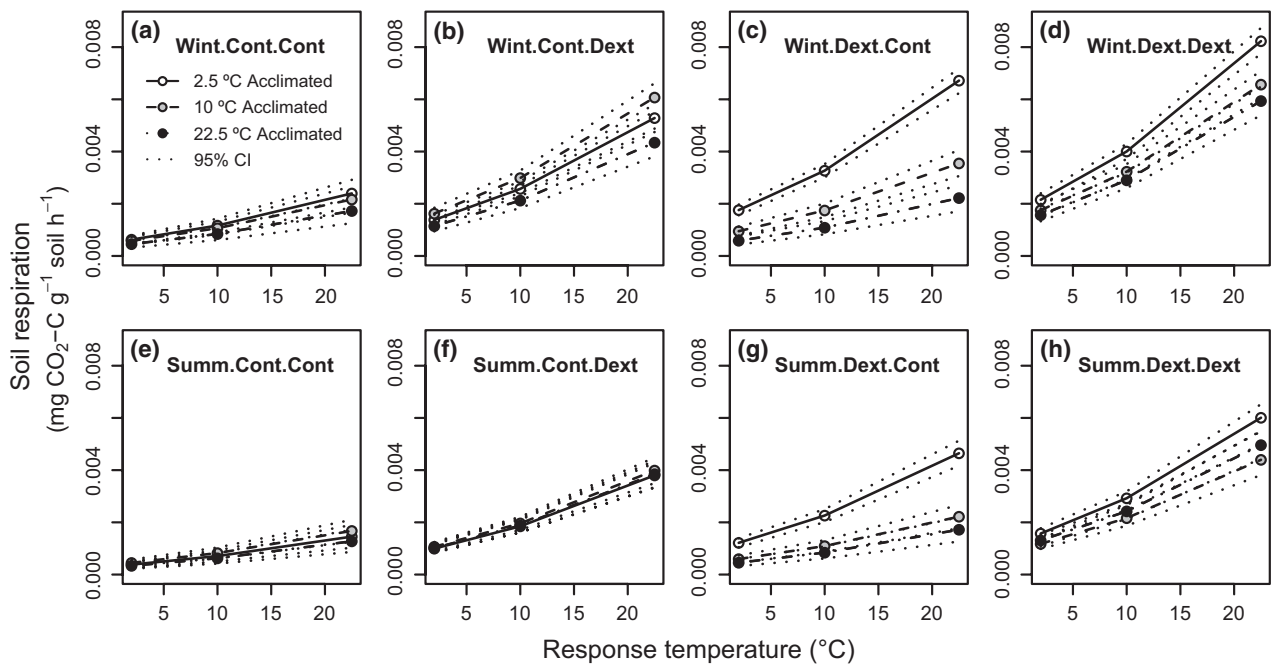 (a)
Wint.Cont.Cont
2.5 ºC Acclimated
10 ºC Acclimated
22.5 ºC Acclimated
95% CI
0.008
0.004
0.000
5 10 15 20
(b)
Wint.Cont.Dext
0.008
0.004
0.000
5 10 15 20
(c)
Wint.Dext.Cont
0.008
0.004
0.000
5 10 15 20
(d)
Wint.Dext.Dext
0.008
0.004
0.000
5 10 15 20
Soil respiration
(mg CO₂–C g⁻¹ soil h⁻¹)
(e)
Summ.Cont.Cont
0.008
0.004
0.000
5 10 15 20
(f)
Summ.Cont.Dext
0.008
0.004
0.000
5 10 15 20
(g)
Summ.Dext.Cont
0.008
0.004
0.000
5 10 15 20
(h)
Summ.Dext.Dext
0.008
0.004
0.000
5 10 15 20
Response temperature (°C)